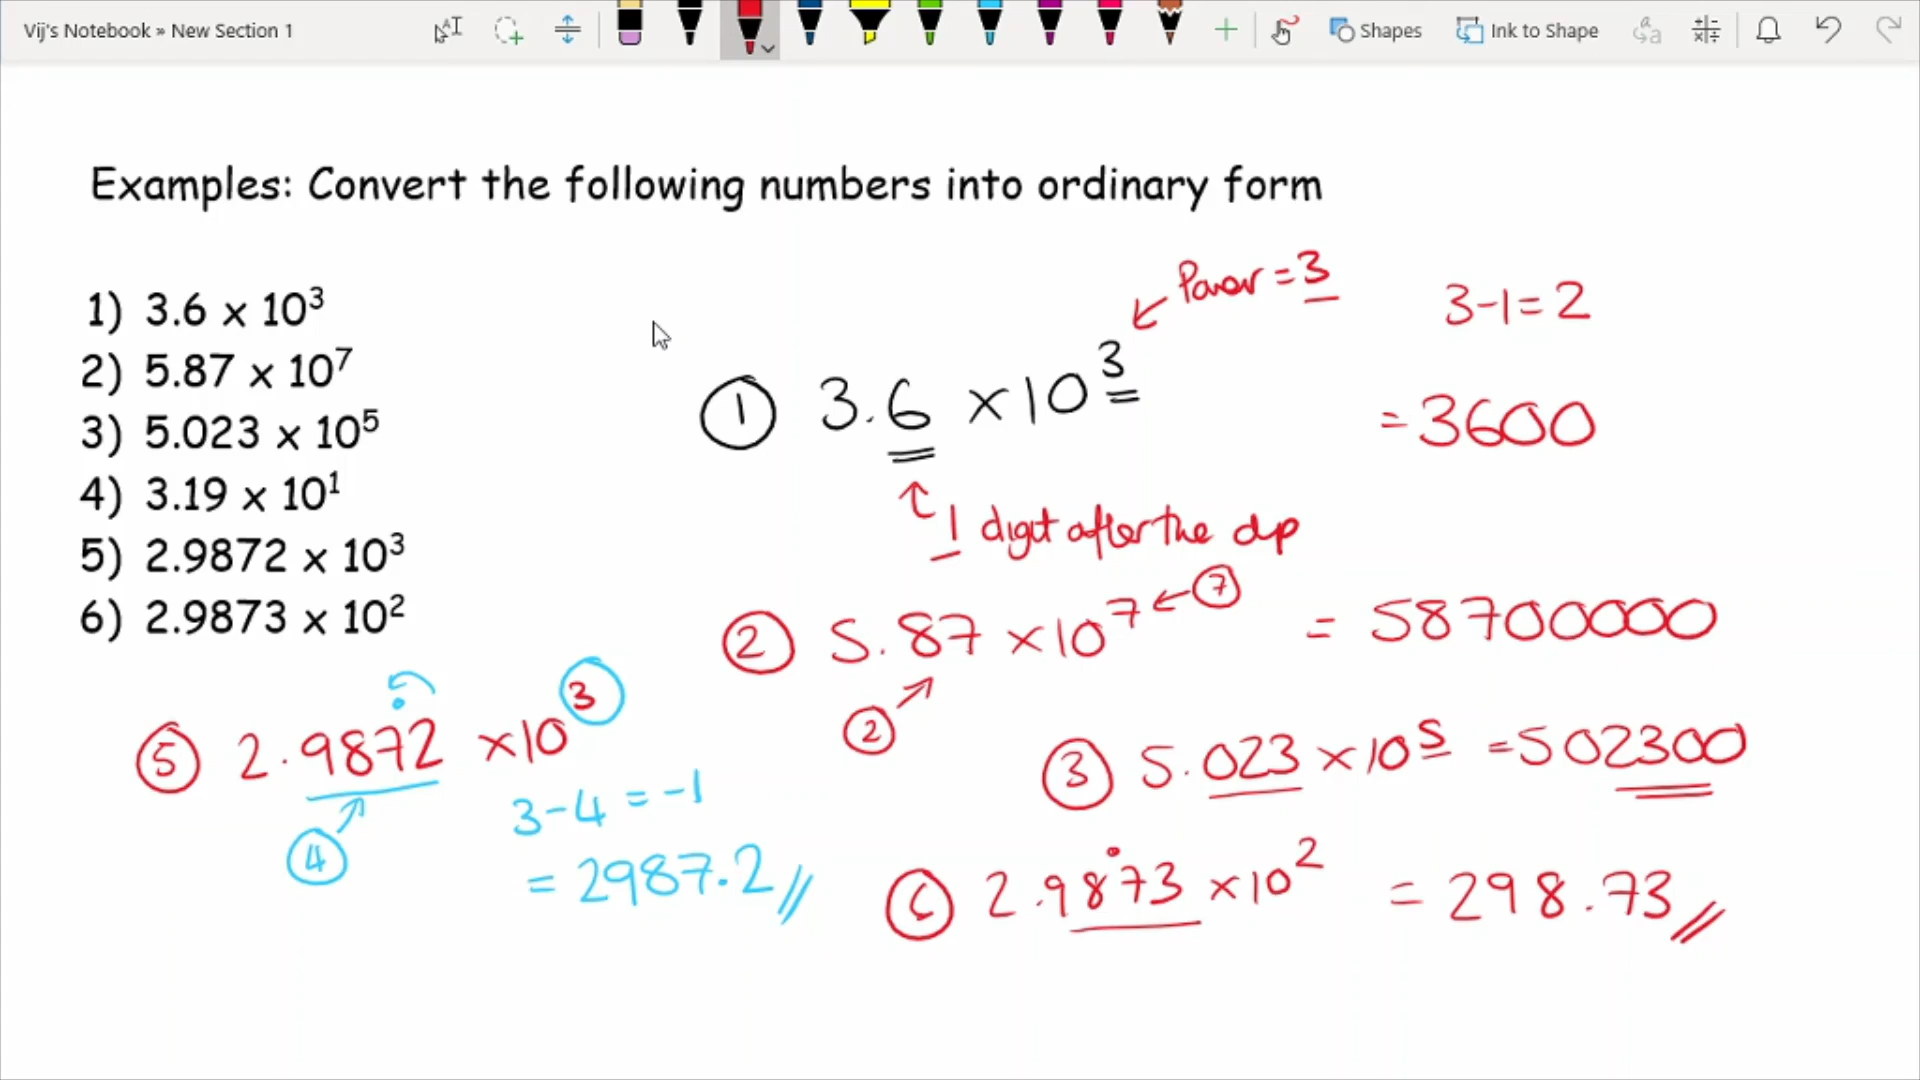 Vij's Notebook » New Section 1
Shapes
Ink to Shape
Examples: Convert the following numbers into ordinary form
1) 3.6 x 10³
2) 5.87 x 10⁷
3) 5.023 x 10⁵
4) 3.19 x 10¹
5) 2.9872 x 10³
6) 2.9873 x 10²
Power = 3
3-1=2
① 3.6 ×10³
=3600
1 digit after the dp
② 5.87 ×10⁷ ← ⑦ = 58700000
②
③ 5.023 ×10⁵ =502300
⑤ 2.9872 ×10³
④
3-4 = -1
= 2987.2
⑥ 2.9873 ×10² = 298.73